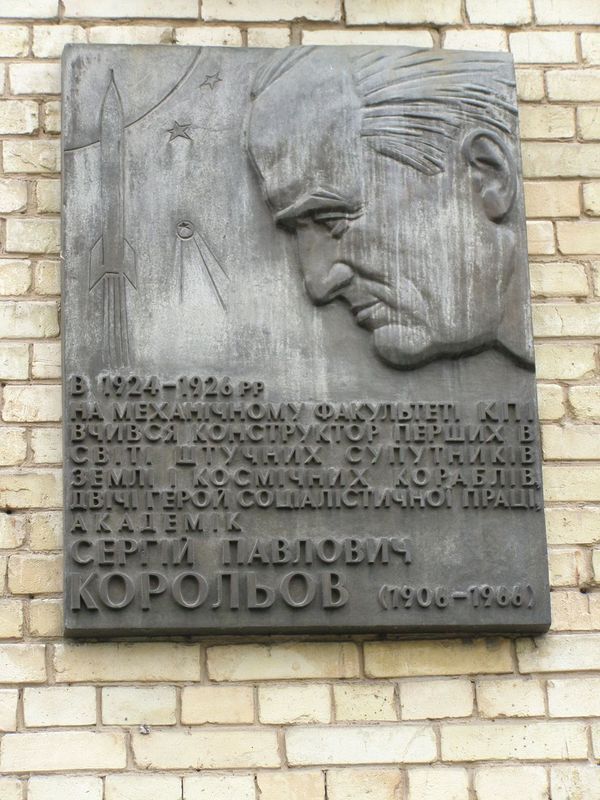 В 1924–1926 рр
НА МЕХАНІЧНОМУ ФАКУЛЬТЕТІ КПІ
ВЧИВСЯ КОНСТРУКТОР ПЕРШИХ В
СВІТІ ШТУЧНИХ СУПУТНИКІВ
ЗЕМЛІ І КОСМІЧНИХ КОРАБЛІВ,
ДВІЧІ ГЕРОЙ СОЦІАЛІСТИЧНОЇ ПРАЦІ,
АКАДЕМІК
СЕРГІЙ ПАВЛОВИЧ
КОРОЛЬОВ (1906–1966)